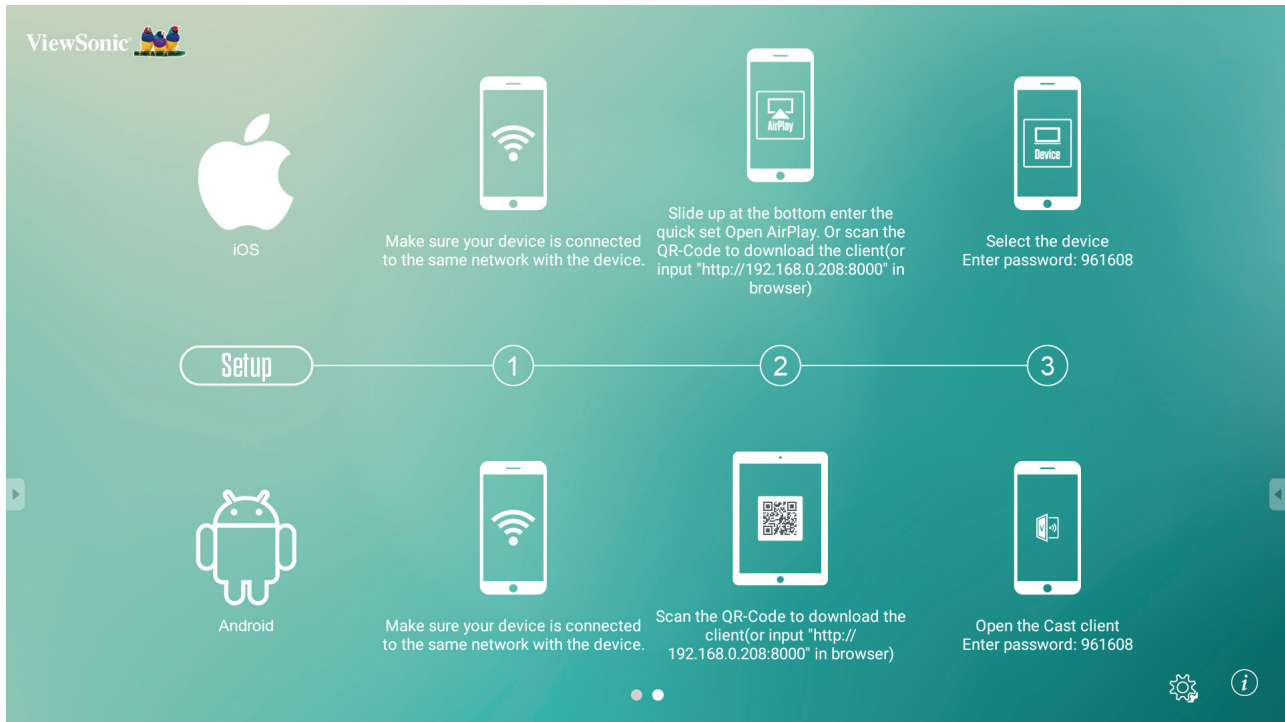 ViewSonic
AirPlay
Device
iOS
Make sure your device is connected
to the same network with the device.
Slide up at the bottom enter the
quick set Open AirPlay. Or scan the
QR-Code to download the client(or
input "http://192.168.0.208:8000" in
browser)
Select the device
Enter password: 961608
Setup
1
2
3
V
Android
Make sure your device is connected
to the same network with the device.
Scan the QR-Code to download the
client(or input "http://
192.168.0.208:8000" in browser)
Open the Cast client
Enter password: 961608
i